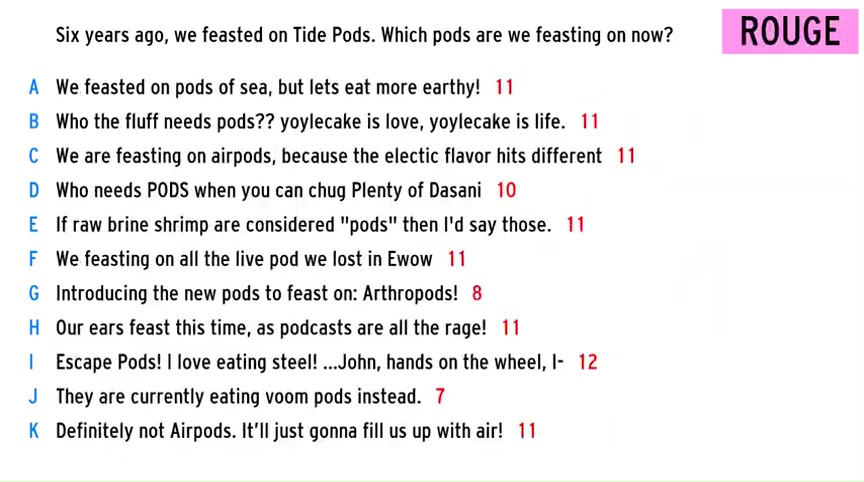 Six years ago, we feasted on Tide Pods. Which pods are we feasting on now?
ROUGE
A We feasted on pods of sea, but lets eat more earthy! 11
B Who the fluff needs pods?? yoylecake is love, yoylecake is life. 11
C We are feasting on airpods, because the electic flavor hits different 11
D Who needs PODS when you can chug Plenty of Dasani 10
E If raw brine shrimp are considered "pods" then I'd say those. 11
F We feasting on all the live pod we lost in Ewow 11
G Introducing the new pods to feast on: Arthropods! 8
H Our ears feast this time, as podcasts are all the rage! 11
I Escape Pods! I love eating steel! ...John, hands on the wheel, I- 12
J They are currently eating voom pods instead. 7
K Definitely not Airpods. It'll just gonna fill us up with air! 11